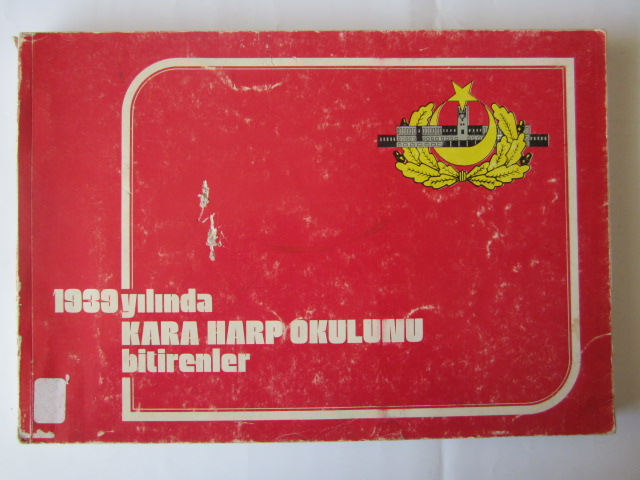 1939 yılında
KARA HARP OKULUNU
bitirenler